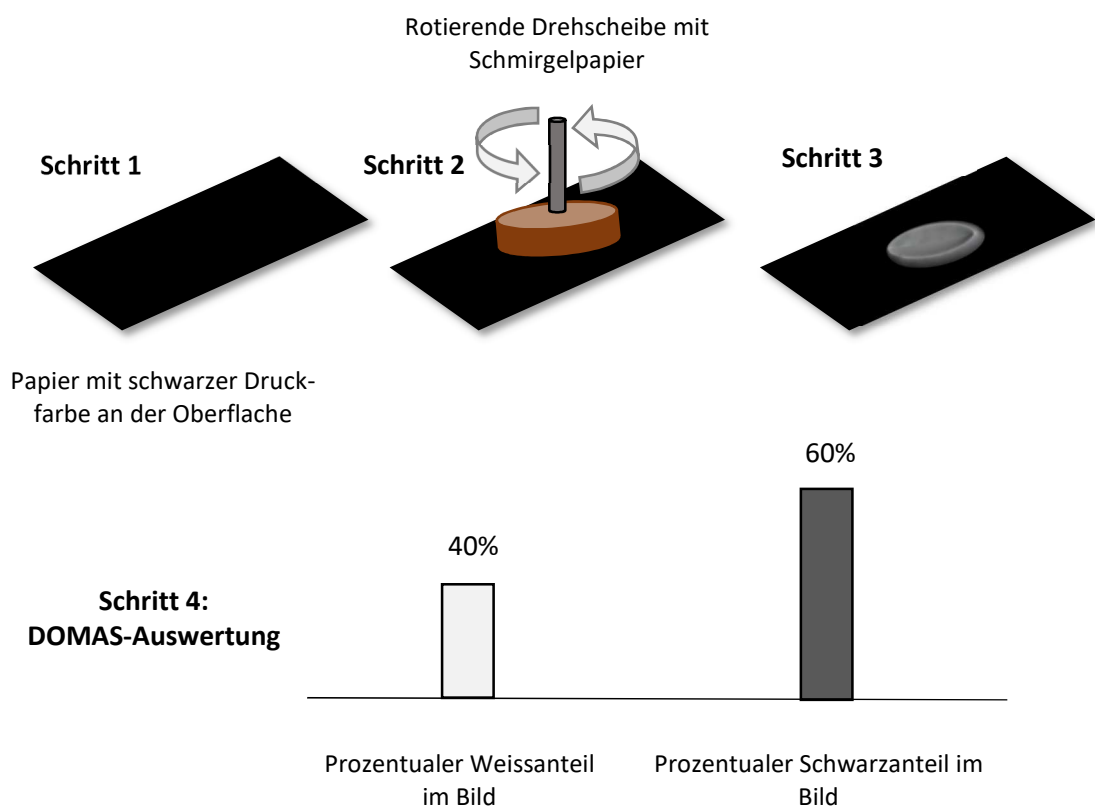 Rotierende Drehscheibe mit
Schmirgelpapier
Schritt 1
Schritt 2
Schritt 3
Papier mit schwarzer Druck-
farbe an der Oberflache
60%
40%
Schritt 4:
DOMAS-Auswertung
Prozentualer Weissanteil
im Bild
Prozentualer Schwarzanteil im
Bild